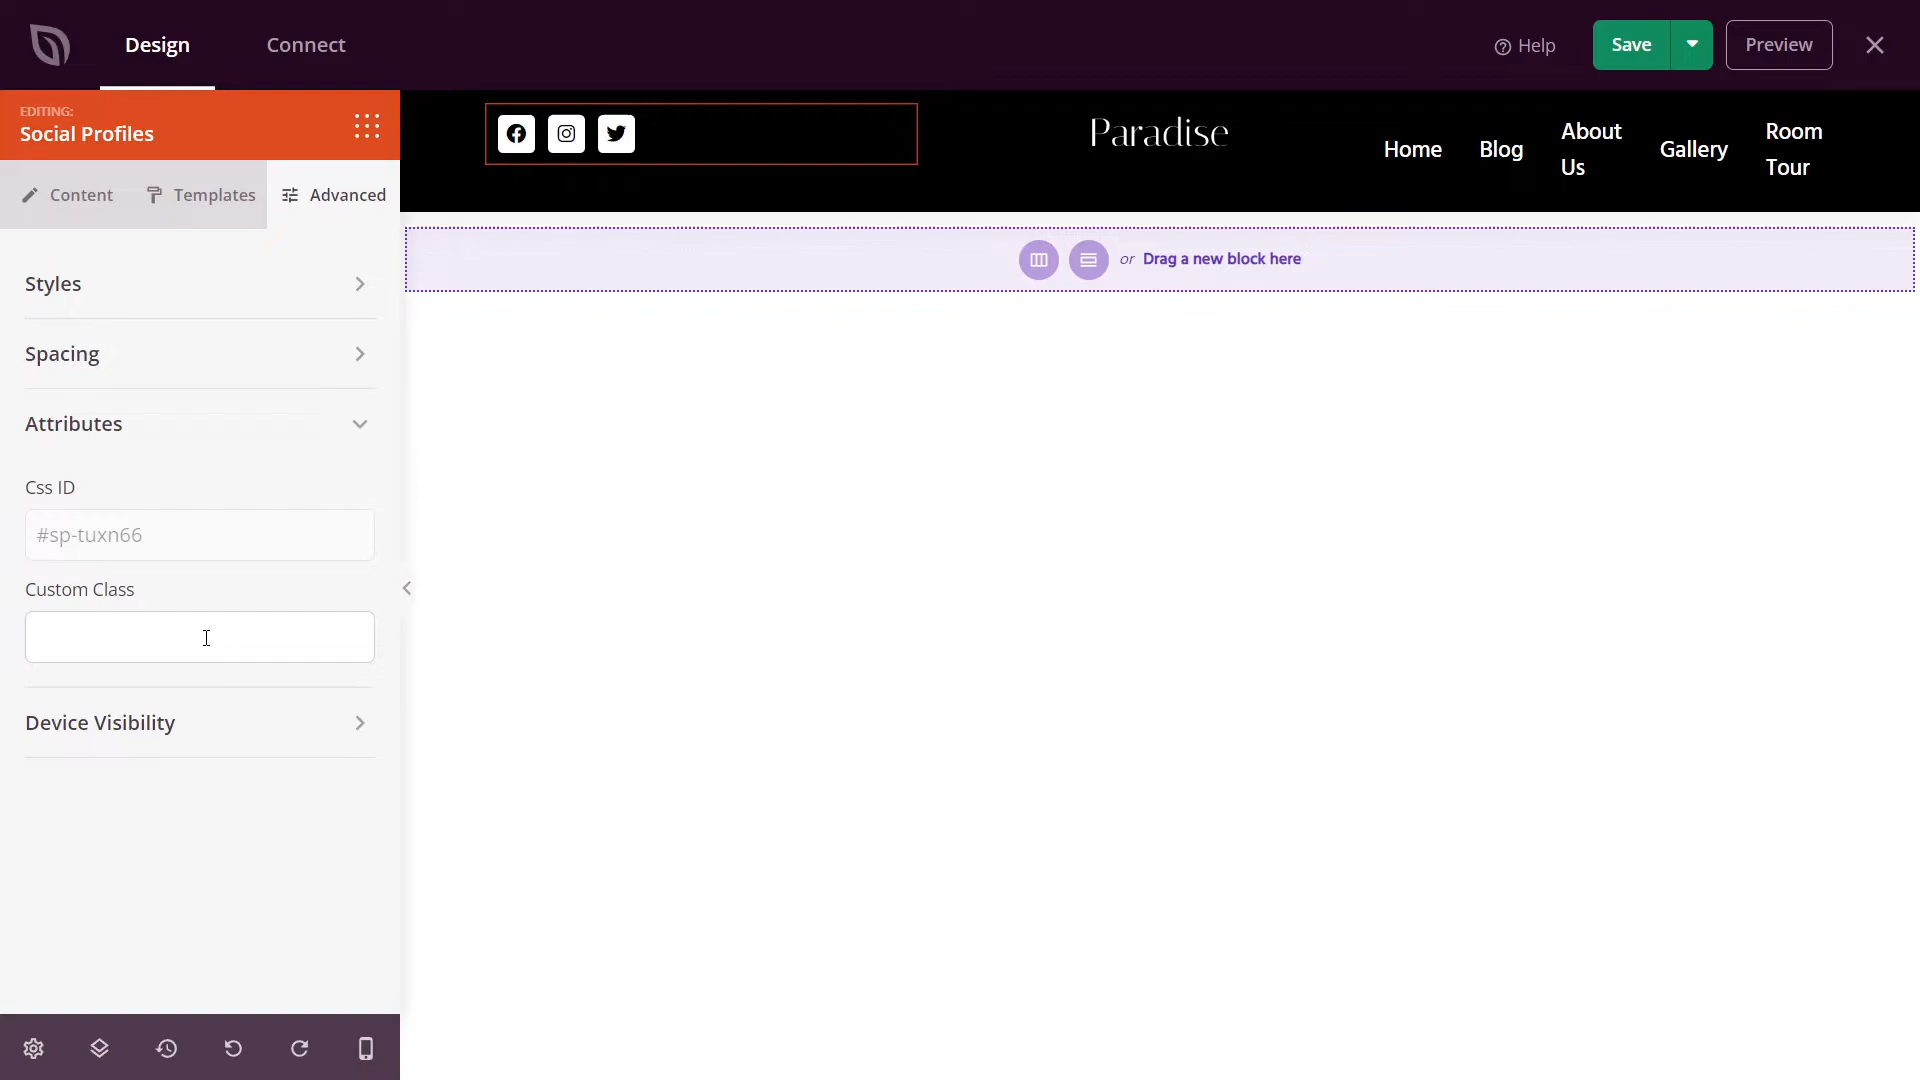 Design
Connect
Help
Save
Preview
EDITING:
Social Profiles
Content
Templates
Advanced
Paradise
Home
Blog
About
Us
Gallery
Room
Tour
or Drag a new block here
Styles
Spacing
Attributes
Css ID
#sp-tuxn66
Custom Class
Device Visibility